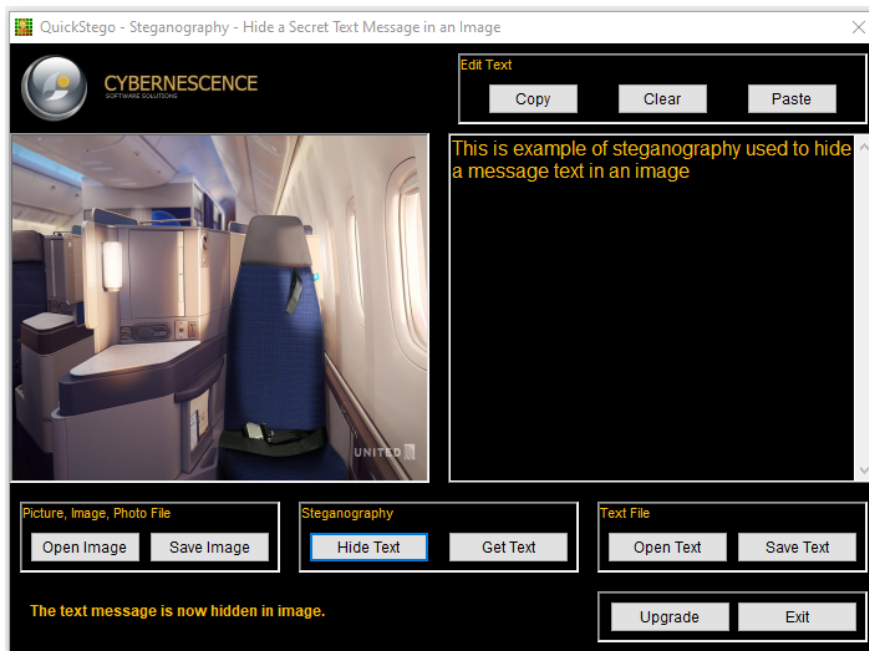 QuickStego - Steganography - Hide a Secret Text Message in an Image
CYBERNESCENCE
SOFTWARE SOLUTIONS
Edit Text
Copy Clear Paste
This is example of steganography used to hide
a message text in an image
UNITED
Picture, Image, Photo File
Open Image Save Image
Steganography
Hide Text Get Text
Text File
Open Text Save Text
The text message is now hidden in image.
Upgrade Exit